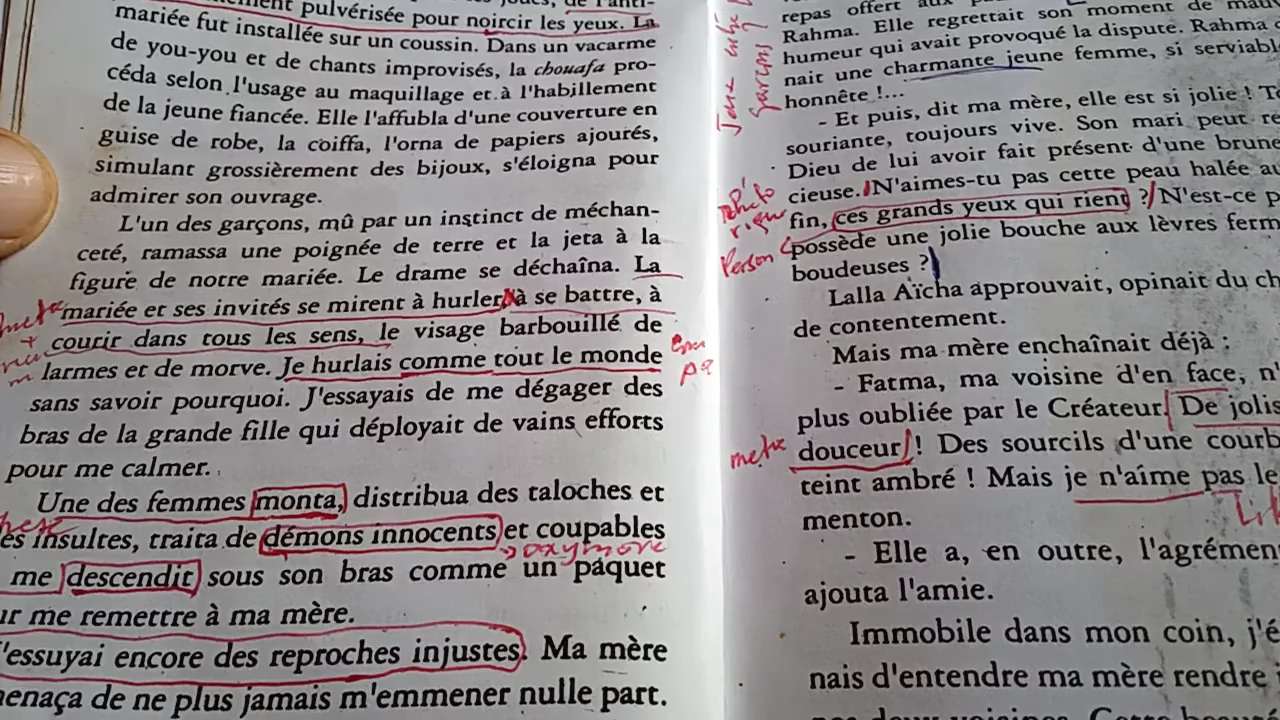 pulvérisée pour noircir les yeux. La
mariée fut installée sur un coussin. Dans un vacarme
de you-you et de chants improvisés, la chouafa pro-
céda selon l'usage au maquillage et à l'habillement
de la jeune fiancée. Elle l'affubla d'une couverture en
guise de robe, la coiffa, l'orna de papiers ajourés,
simulant grossièrement des bijoux, s'éloigna pour
admirer son ouvrage.
L'un des garçons, mû par un instinct de méchan-
ceté, ramassa une poignée de terre et la jeta à la
figure de notre mariée. Le drame se déchaîna. La
mariée et ses invités se mirent à hurler, à se battre, à
courir dans tous les sens, le visage barbouillé de
larmes et de morve. Je hurlais comme tout le monde
sans savoir pourquoi. J'essayais de me dégager des
bras de la grande fille qui déployait de vains efforts
pour me calmer.
Une des femmes monta, distribua des taloches et
es insultes, traita de démons innocents et coupables
oxymore
me descendit sous son bras comme un paquet
ur me remettre à ma mère.
'essuyai encore des reproches injustes. Ma mère
enaça de ne plus jamais m'emmener nulle part.
repas offert aux
Rahma. Elle regrettait son moment de mauv
humeur qui avait provoqué la dispute. Rahma
nait une charmante jeune femme, si serviabl
honnête !...
- Et puis, dit ma mère, elle est si jolie ! To
souriante, toujours vive. Son mari peut re
Dieu de lui avoir fait présent d'une brune
cieuse. N'aimes-tu pas cette peau halée au
fin, ces grands yeux qui rient ? N'est-ce p
Person
possède une jolie bouche aux lèvres ferm
boudeuses ?
Lalla Aïcha approuvait, opinait du ch
de contentement.
Mais ma mère enchaînait déjà :
- Fatma, ma voisine d'en face, n'
plus oubliée par le Créateur. De jolis
meta
douceur ! Des sourcils d'une courb
teint ambré ! Mais je n'aime pas le
menton.
- Elle a, en outre, l'agrémen
ajouta l'amie.
Immobile dans mon coin, j'é
nais d'entendre ma mère rendre